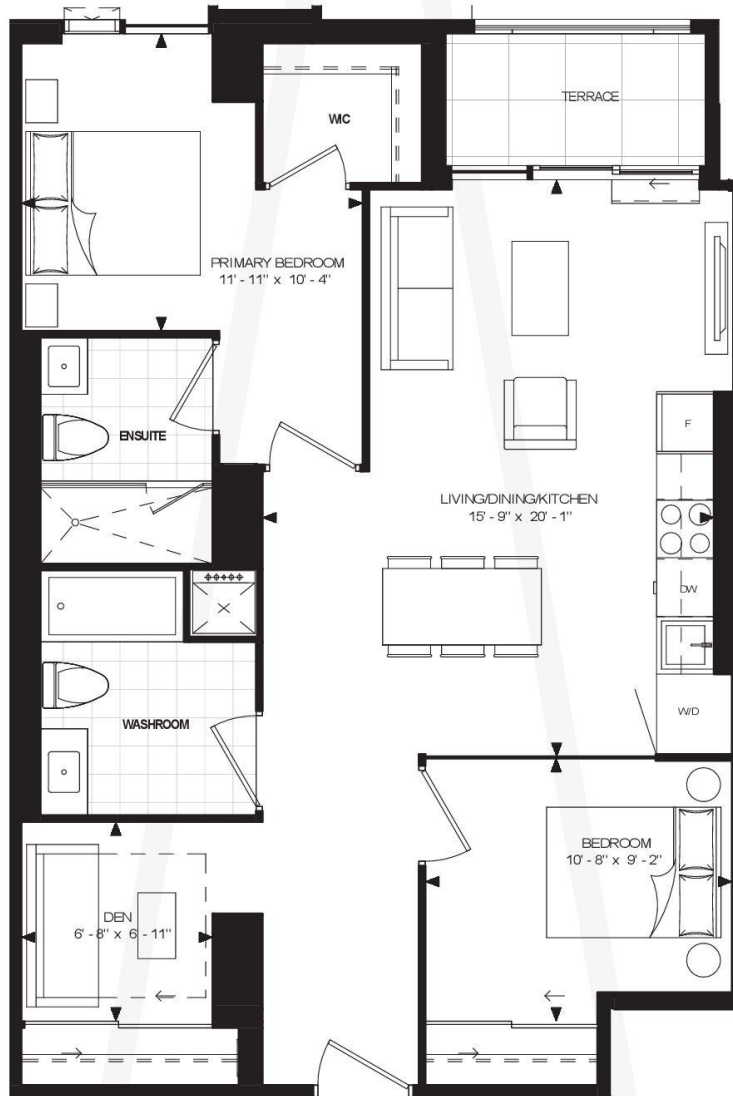 TERRACE
WIC
PRIMARY BEDROOM
11' - 11" x 10' - 4"
ENSUITE
F
LIVING/DINING/KITCHEN
15' - 9" x 20' - 1"
DW
W/D
WASHROOM
BEDROOM
10' - 8" x 9' - 2"
DEN
6' - 8" x 6' - 11"